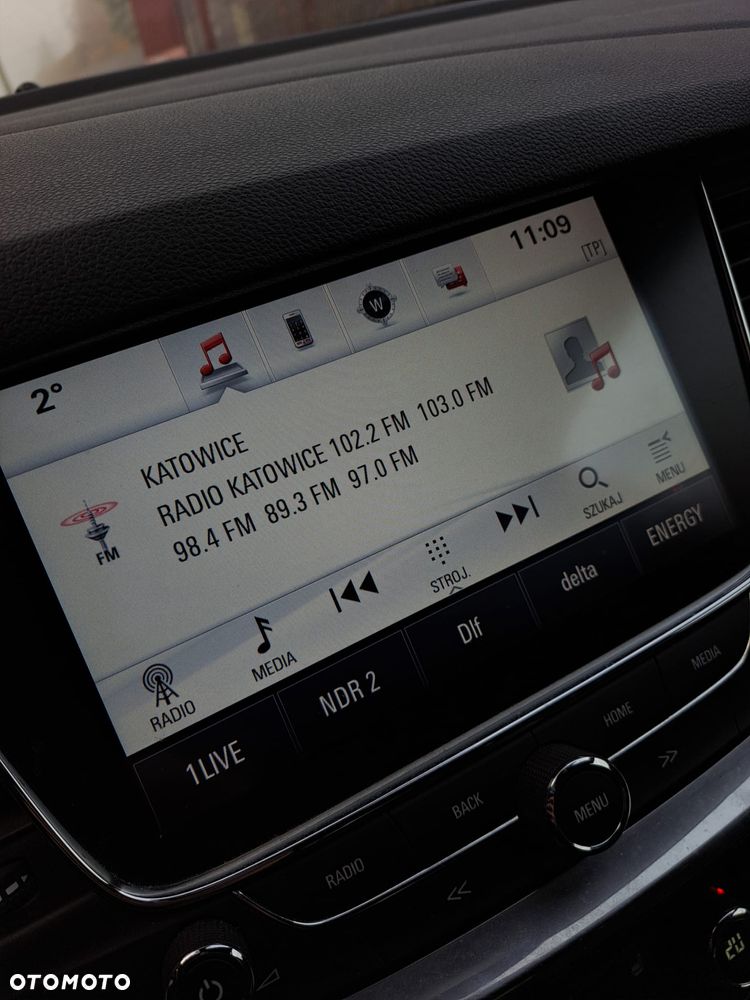 2°
W
11:09
[TP]
KATOWICE
RADIO KATOWICE 102.2 FM 103.0 FM
98.4 FM 89.3 FM 97.0 FM
FM
RADIO
MEDIA
STROJ.
SZUKAJ
MENU
1LIVE
NDR 2
Dlf
delta
ENERGY
RADIO
BACK
MENU
HOME
MEDIA
20
OTOMOTO